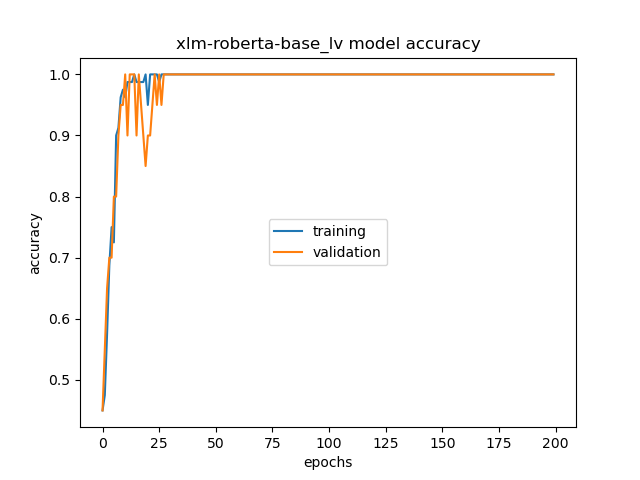 xlm-roberta-base_lv model accuracy
accuracy
1.0
0.9
0.8
0.7
0.6
0.5
training
validation
0 25 50 75 100 125 150 175 200
epochs